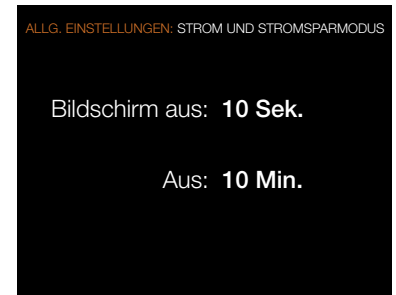 ALLG. EINSTELLUNGEN: STROM UND STROMSPARMODUS
Bildschirm aus: 10 Sek.
Aus: 10 Min.